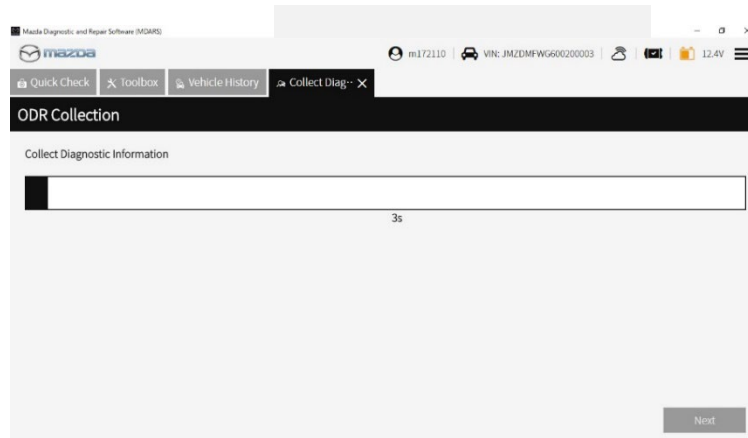 Mazda Diagnostic and Repair Software (MDARS)
mazda
m172110
VIN: JMZDMFWG600200003
12.4V
Quick Check
Toolbox
Vehicle History
Collect Diag··
ODR Collection
Collect Diagnostic Information
3s
Next